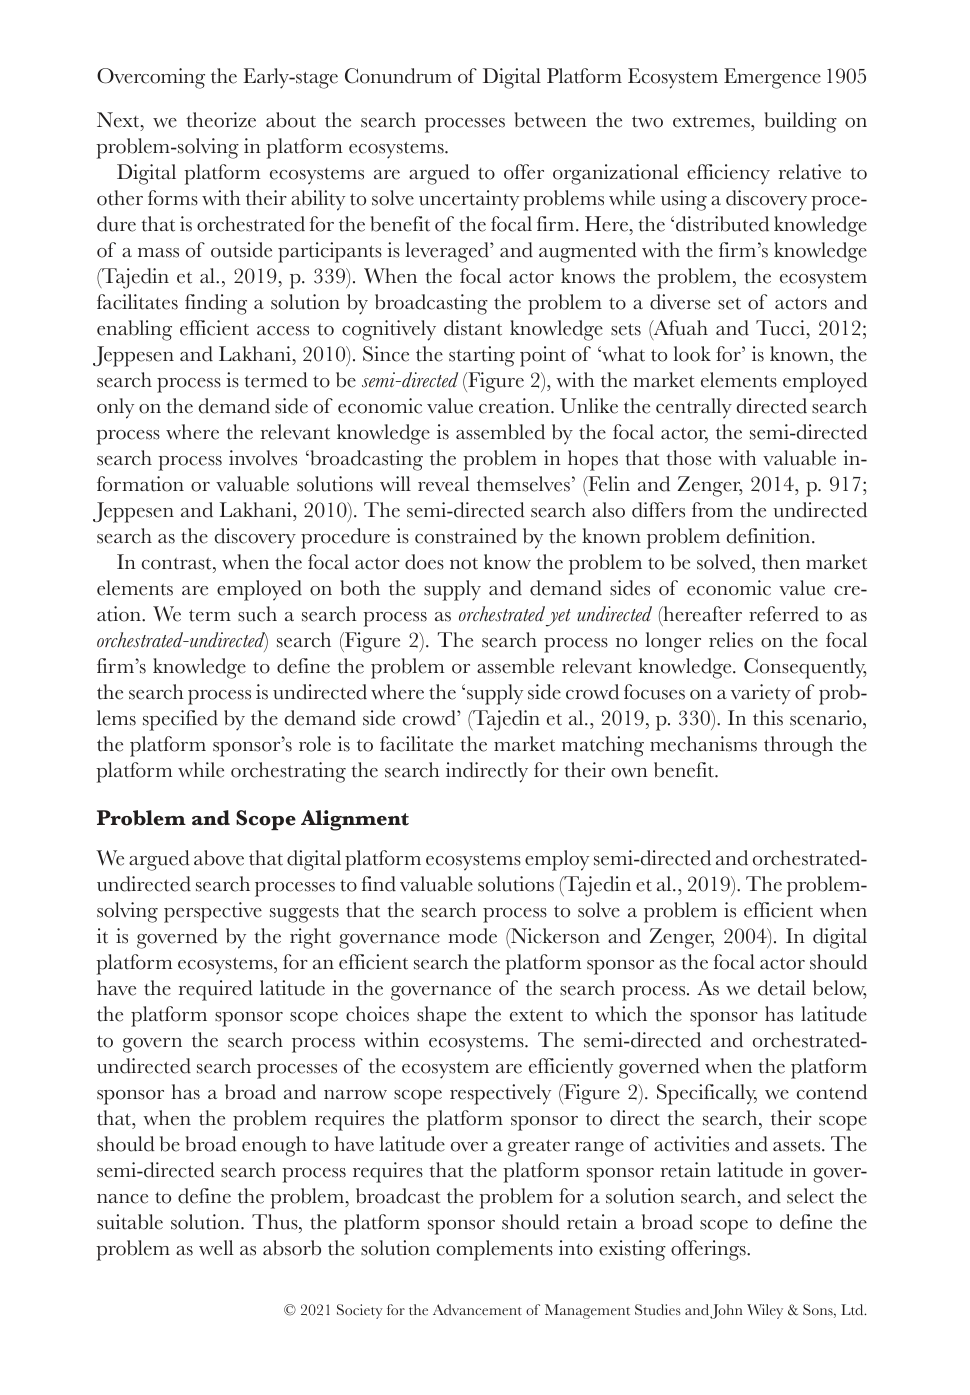 Overcoming the Early-stage Conundrum of Digital Platform Ecosystem Emergence 1905
Next, we theorize about the search processes between the two extremes, building on
problem-solving in platform ecosystems.
Digital platform ecosystems are argued to offer organizational efficiency relative to
other forms with their ability to solve uncertainty problems while using a discovery proce-
dure that is orchestrated for the benefit of the focal firm. Here, the ‘distributed knowledge
of a mass of outside participants is leveraged’ and augmented with the firm’s knowledge
(Tajedin et al., 2019, p. 339). When the focal actor knows the problem, the ecosystem
facilitates finding a solution by broadcasting the problem to a diverse set of actors and
enabling efficient access to cognitively distant knowledge sets (Afuah and Tucci, 2012;
Jeppesen and Lakhani, 2010). Since the starting point of ‘what to look for’ is known, the
search process is termed to be semi-directed (Figure 2), with the market elements employed
only on the demand side of economic value creation. Unlike the centrally directed search
process where the relevant knowledge is assembled by the focal actor, the semi-directed
search process involves ‘broadcasting the problem in hopes that those with valuable in-
formation or valuable solutions will reveal themselves’ (Felin and Zenger, 2014, p. 917;
Jeppesen and Lakhani, 2010). The semi-directed search also differs from the undirected
search as the discovery procedure is constrained by the known problem definition.
In contrast, when the focal actor does not know the problem to be solved, then market
elements are employed on both the supply and demand sides of economic value cre-
ation. We term such a search process as orchestrated yet undirected (hereafter referred to as
orchestrated-undirected) search (Figure 2). The search process no longer relies on the focal
firm’s knowledge to define the problem or assemble relevant knowledge. Consequently,
the search process is undirected where the ‘supply side crowd focuses on a variety of prob-
lems specified by the demand side crowd’ (Tajedin et al., 2019, p. 330). In this scenario,
the platform sponsor’s role is to facilitate the market matching mechanisms through the
platform while orchestrating the search indirectly for their own benefit.
Problem and Scope Alignment
We argued above that digital platform ecosystems employ semi-directed and orchestrated-
undirected search processes to find valuable solutions (Tajedin et al., 2019). The problem-
solving perspective suggests that the search process to solve a problem is efficient when
it is governed by the right governance mode (Nickerson and Zenger, 2004). In digital
platform ecosystems, for an efficient search the platform sponsor as the focal actor should
have the required latitude in the governance of the search process. As we detail below,
the platform sponsor scope choices shape the extent to which the sponsor has latitude
to govern the search process within ecosystems. The semi-directed and orchestrated-
undirected search processes of the ecosystem are efficiently governed when the platform
sponsor has a broad and narrow scope respectively (Figure 2). Specifically, we contend
that, when the problem requires the platform sponsor to direct the search, their scope
should be broad enough to have latitude over a greater range of activities and assets. The
semi-directed search process requires that the platform sponsor retain latitude in gover-
nance to define the problem, broadcast the problem for a solution search, and select the
suitable solution. Thus, the platform sponsor should retain a broad scope to define the
problem as well as absorb the solution complements into existing offerings.
© 2021 Society for the Advancement of Management Studies and John Wiley & Sons, Ltd.